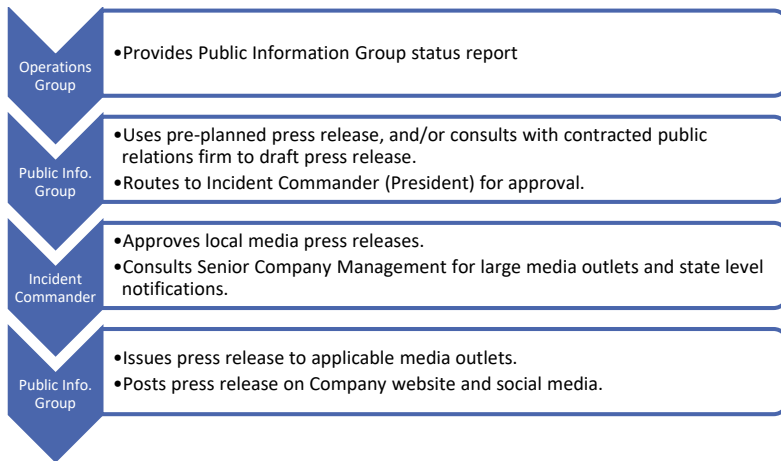 Operations
Group
•Provides Public Information Group status report
Public Info.
Group
•Uses pre-planned press release, and/or consults with contracted public
relations firm to draft press release.
•Routes to Incident Commander (President) for approval.
Incident
Commander
•Approves local media press releases.
•Consults Senior Company Management for large media outlets and state level
notifications.
Public Info.
Group
•Issues press release to applicable media outlets.
•Posts press release on Company website and social media.